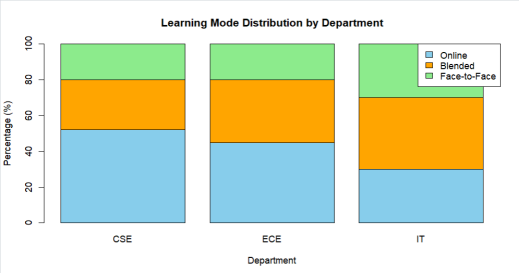 Learning Mode Distribution by Department
Percentage (%)
100
80
60
40
20
0
Online
Blended
Face-to-Face
CSE
ECE
IT
Department